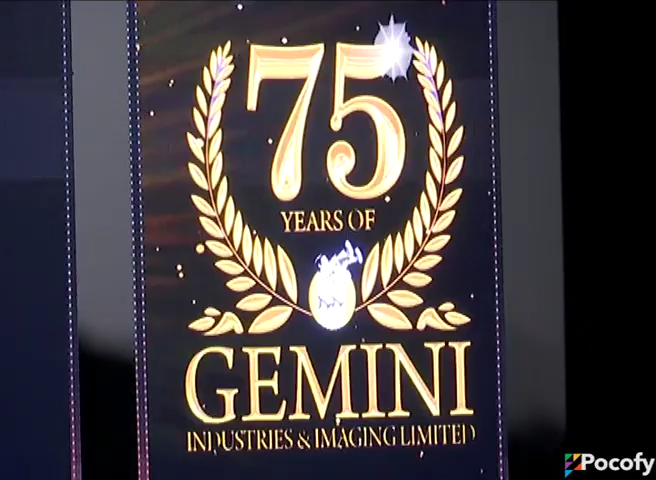 75
YEARS OF
GEMINI
INDUSTRIES & IMAGING LIMITED
Pocofy